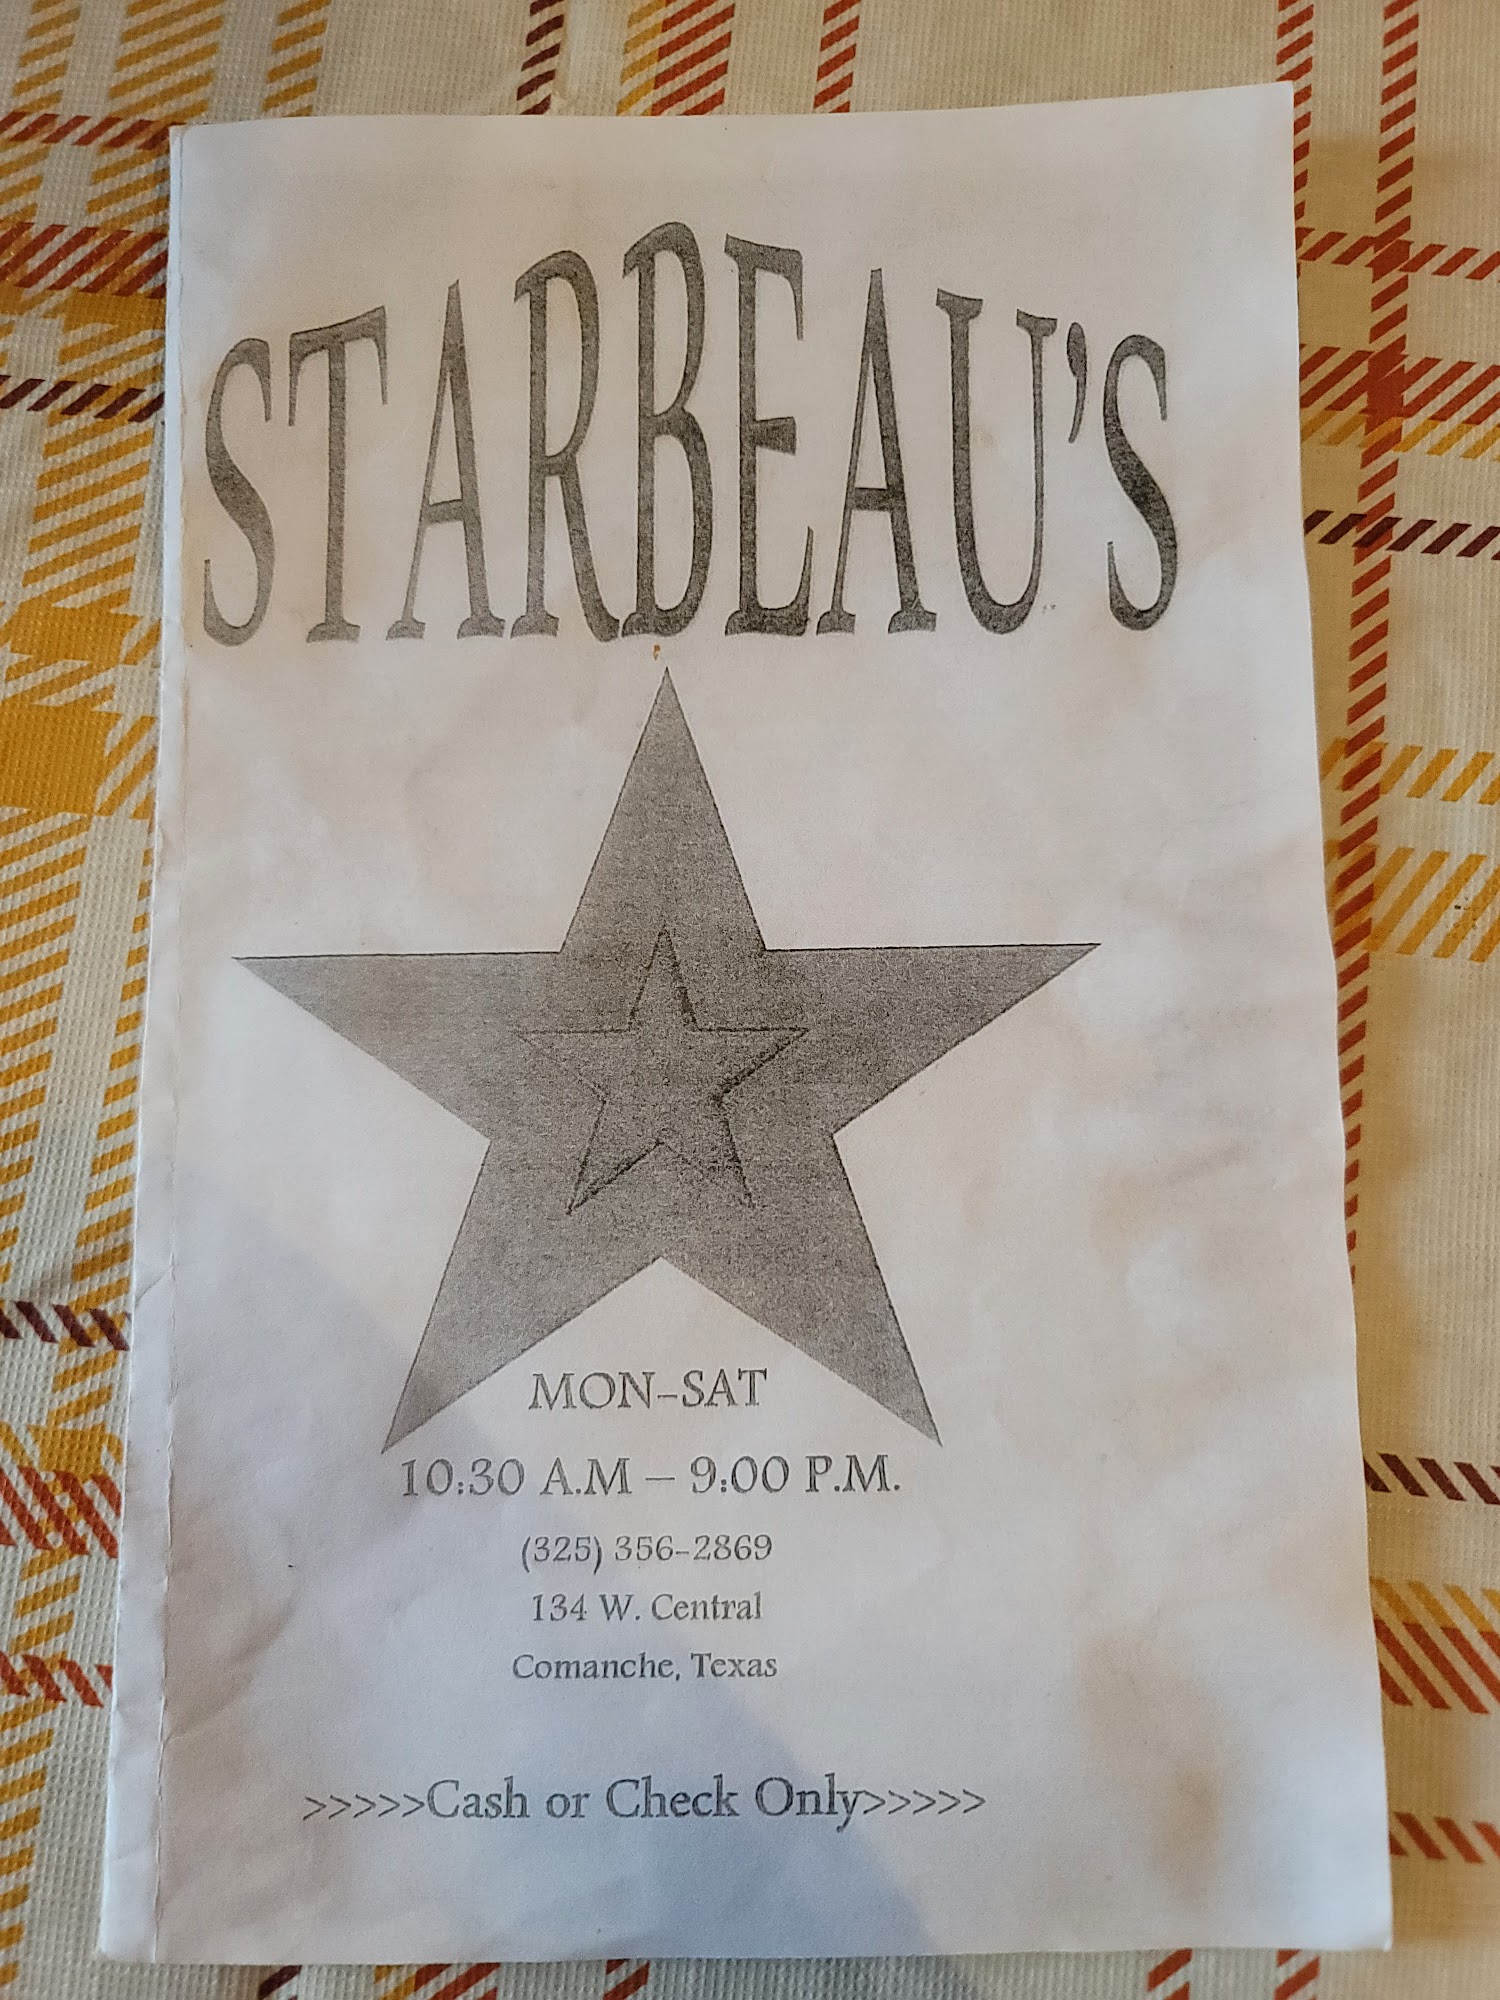 STARBEAU'S
MON-SAT
10:30 A.M – 9:00 P.M.
(325) 356-2869
134 W. Central
Comanche, Texas
>>>>>Cash or Check Only>>>>>